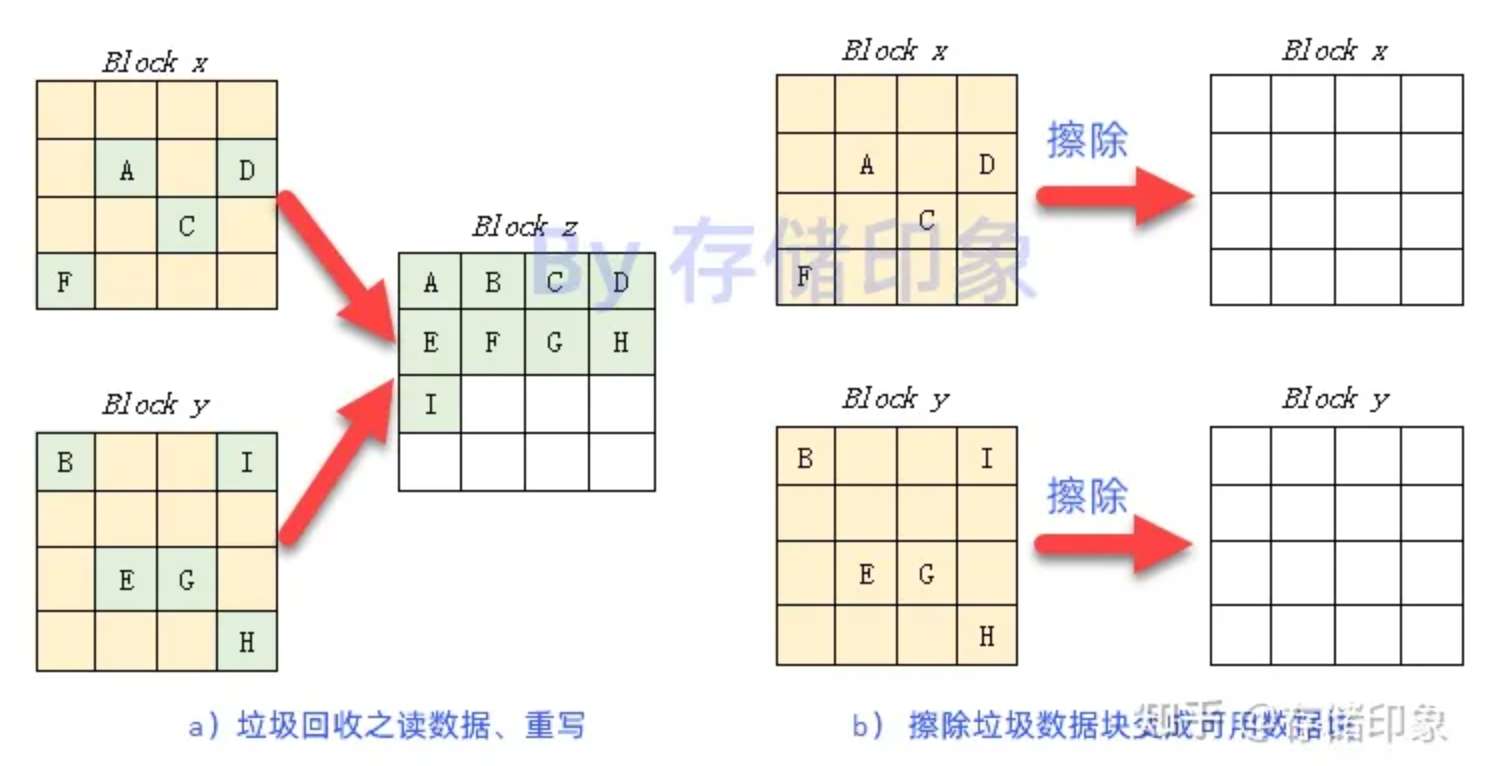 Block x
A D
C
F
Block y
B I
E G
H
Block z
A B C D
E F G H
I
a) 垃圾回收之读数据、重写
Block x
A D
C
F
擦除
Block x
Block y
B I
E G
H
擦除
Block y
b) 擦除垃圾数据块变成可用数据块
By 存储印象
知乎 @存储印象